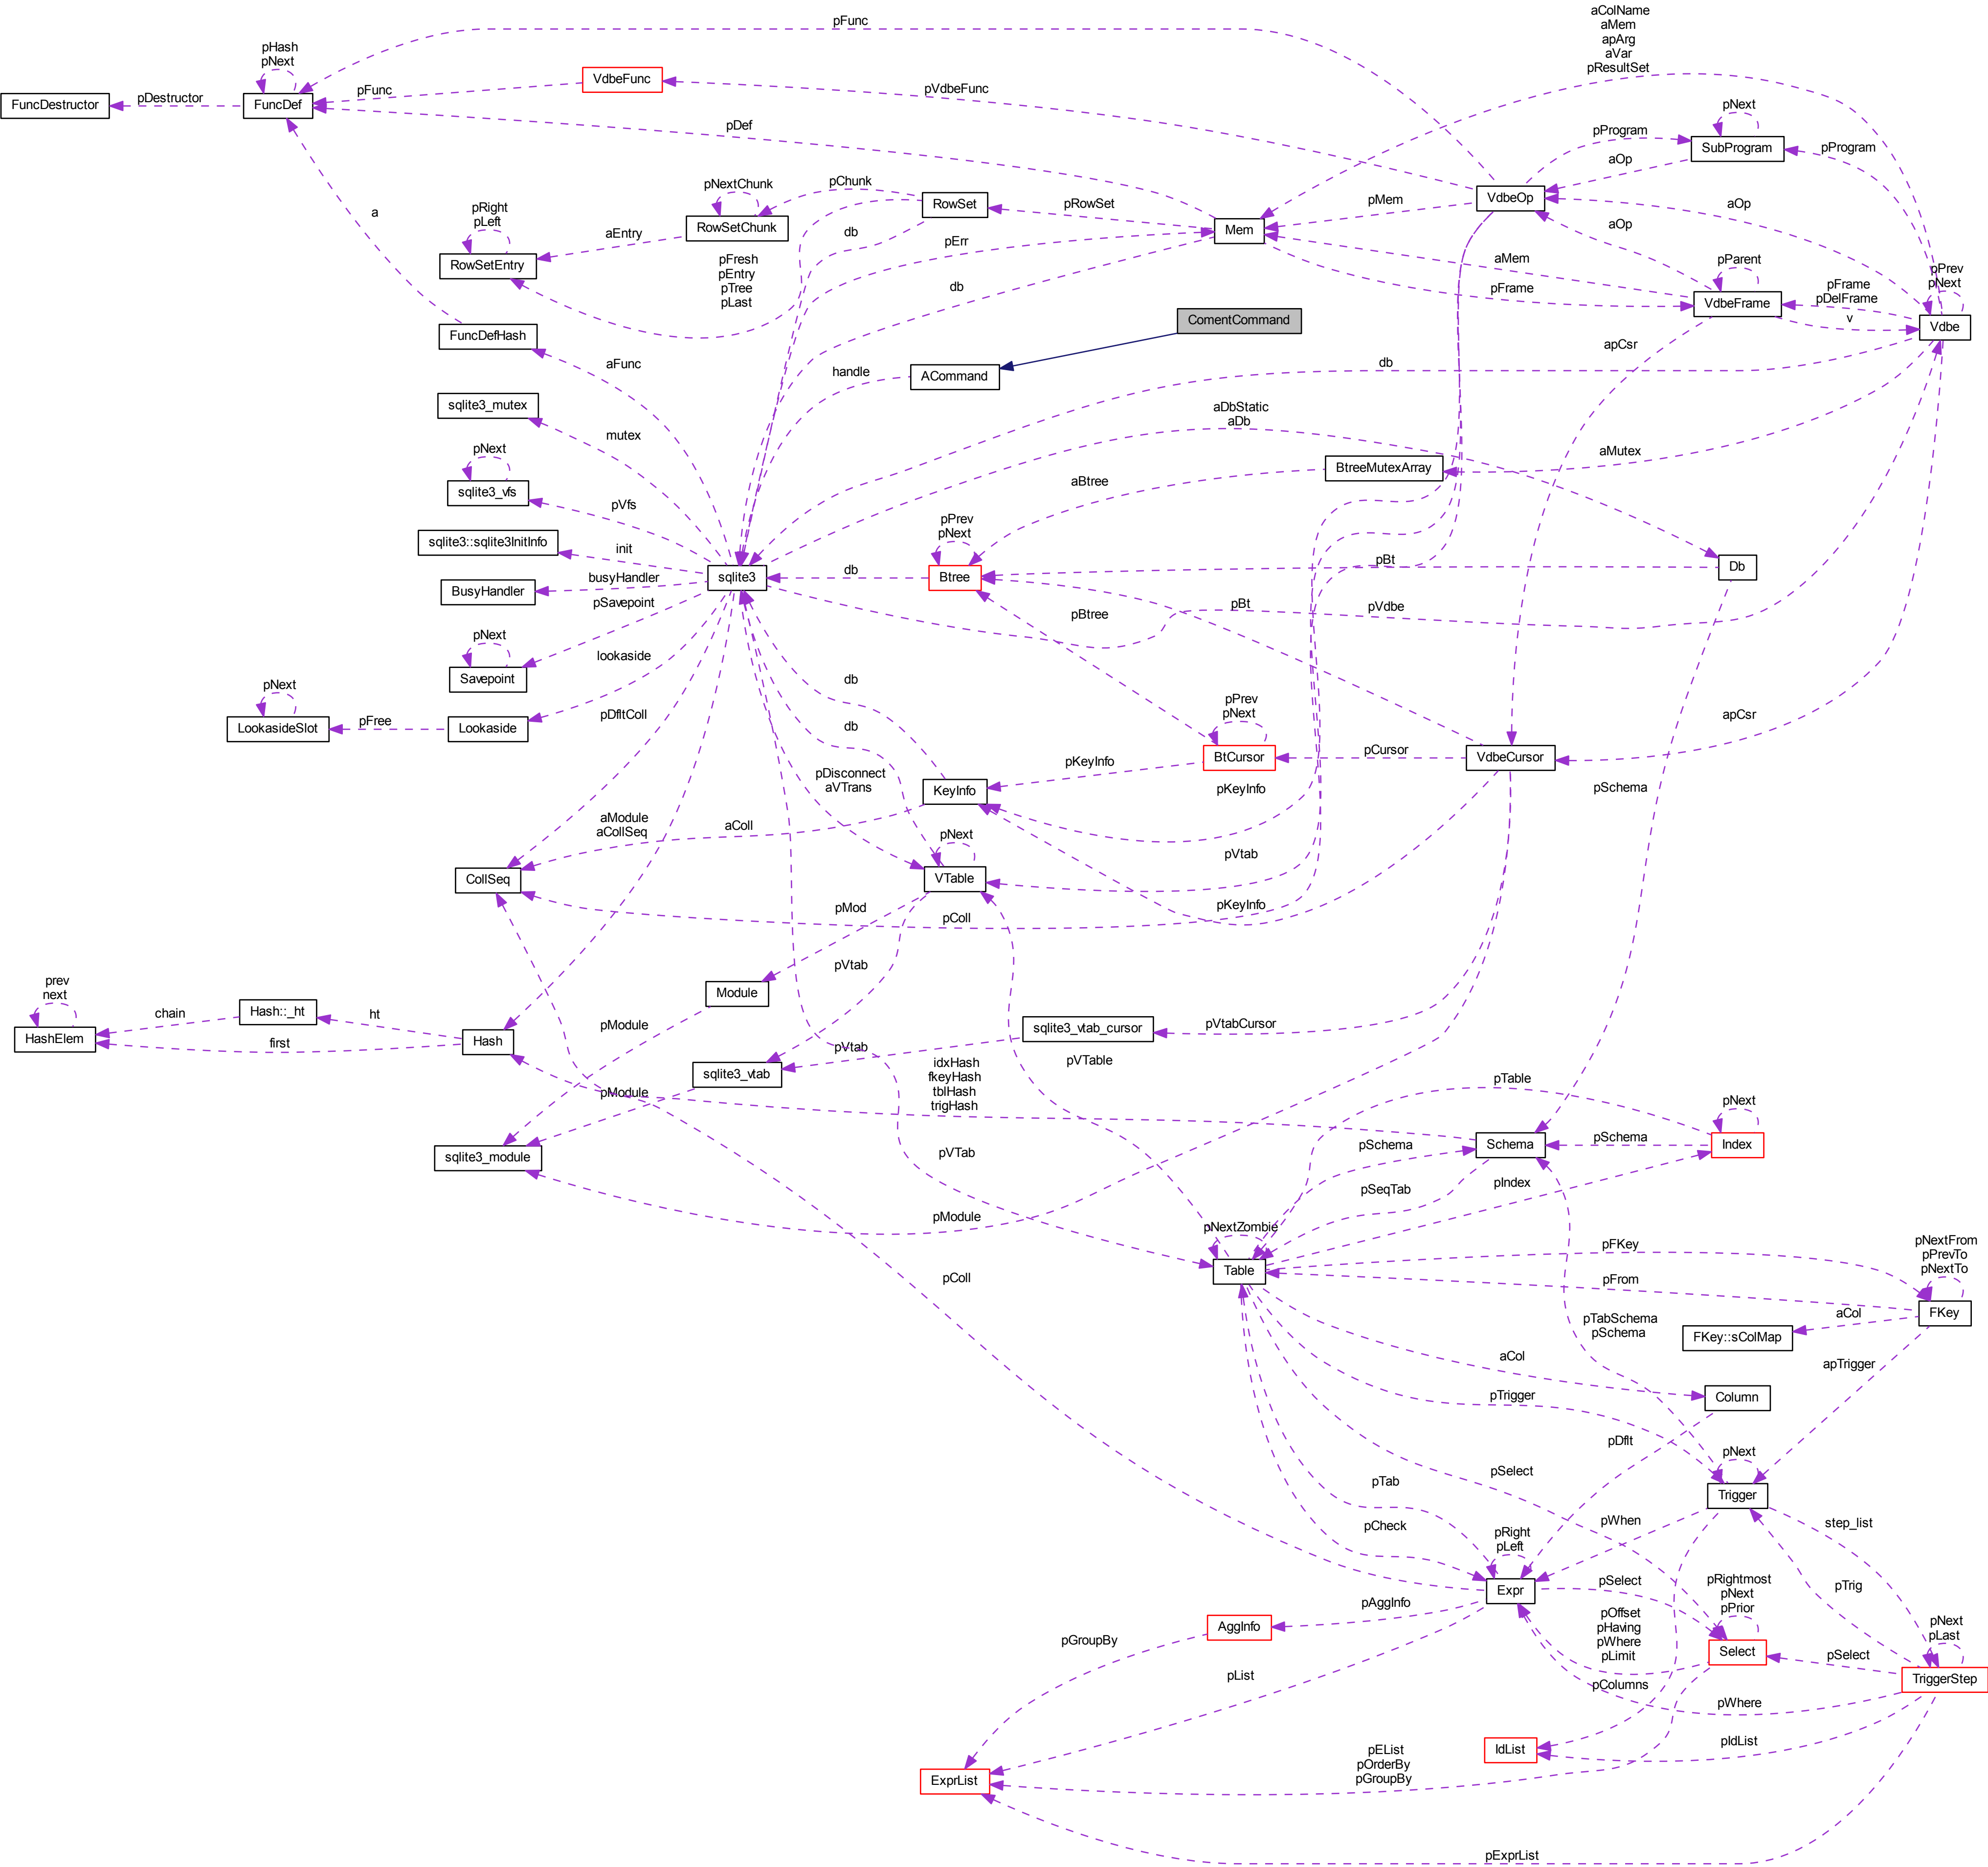 aColName
aMem
apArg
aVar
pResultSet
pFunc
pHash
pNext
VdbeFunc
pVdbeFunc
FuncDestructor
pDestructor
FuncDef
pFunc
pDef
pNext
pProgram
SubProgram
pProgram
aOp
pNextChunk
pChunk
RowSet
pRowSet
pMem
VdbeOp
aOp
pRight
pLeft
RowSetChunk
a
aEntry
db
pErr
Mem
aOp
RowSetEntry
pFresh
pEntry
pTree
pLast
db
pFrame
aMem
pParent
VdbeFrame
pPrev
pNext
pFrame
pDelFrame
v
Vdbe
ComentCommand
FuncDefHash
aFunc
handle
ACommand
apCsr
db
sqlite3_mutex
mutex
aDbStatic
aDb
aMutex
pNext
sqlite3_vfs
pVfs
aBtree
BtreeMutexArray
sqlite3::sqlite3InitInfo
init
pPrev
pNext
BusyHandler
busyHandler
sqlite3
db
Btree
pBt
Db
pSavepoint
pBtree
pBt
pVdbe
pNext
Savepoint
lookaside
pNext
LookasideSlot
pFree
Lookaside
pDfltColl
db
db
pPrev
pNext
BtCursor
pCursor
VdbeCursor
apCsr
pDisconnect
aVTrans
KeyInfo
pKeyInfo
pKeyInfo
pSchema
aModule
aCollSeq
aColl
pNext
CollSeq
VTable
pVtab
pMod
pColl
pKeyInfo
pVtab
Module
prev
next
HashElem
chain
Hash::_ht
ht
first
Hash
pModule
sqlite3_vtab_cursor
pVtabCursor
pVtab
sqlite3_vtab
pVTable
pModule
idxHash
fkeyHash
tblHash
trigHash
pTable
pNext
Index
sqlite3_module
pVTab
pSchema
Schema
pSchema
pSeqTab
pIndex
pModule
pNextZombie
Table
pFKey
pFrom
pNextFrom
pPrevTo
pNextTo
FKey
pColl
aCol
FKey::sColMap
pTabSchema
pSchema
aCol
apTrigger
Column
pTrigger
pDflt
pNext
Trigger
pTab
pSelect
pCheck
pWhen
step_list
pRight
pLeft
Expr
pSelect
pRightmost
pNext
pPrior
pTrig
pAggInfo
AggInfo
pGroupBy
pOffset
pHaving
pWhere
pLimit
Select
pSelect
pNext
pLast
TriggerStep
pList
pColumns
pWhere
IdList
pIdList
ExprList
pEList
pOrderBy
pGroupBy
pExprList